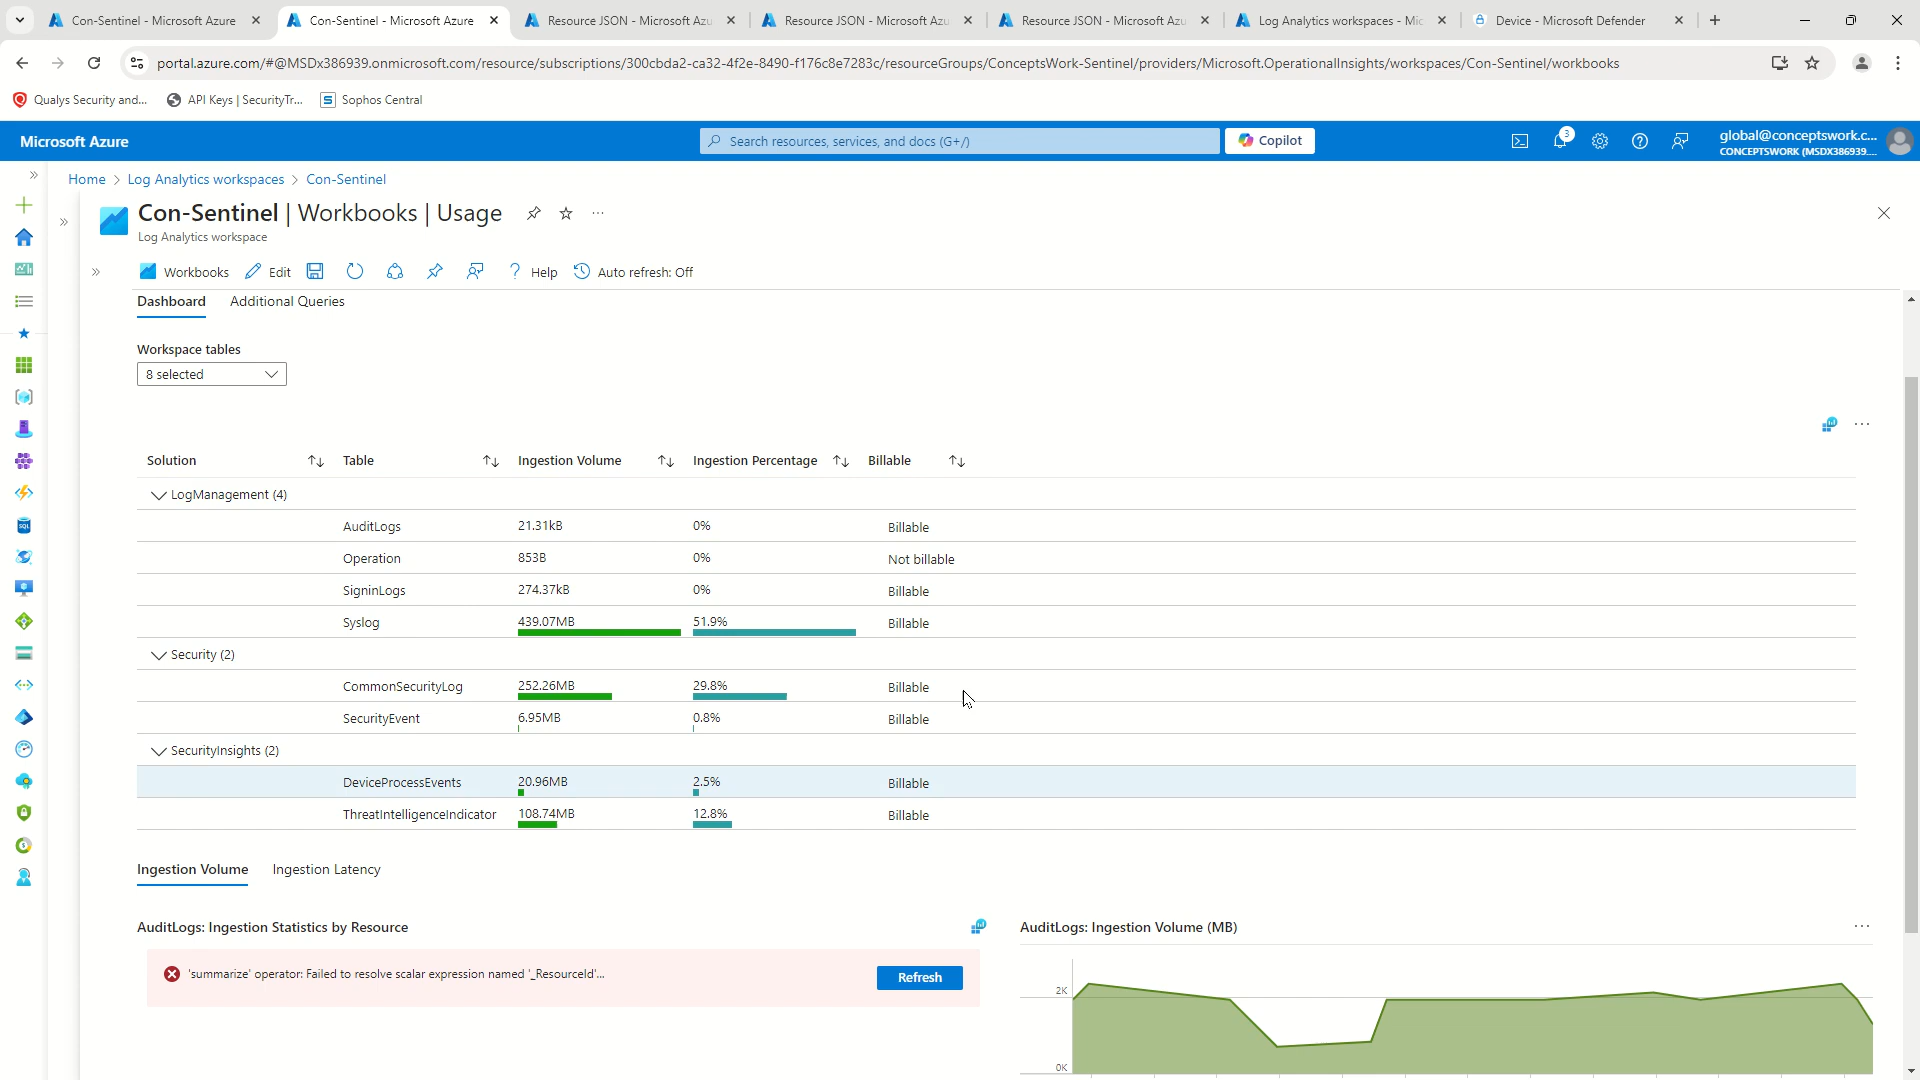 Con-Sentinel - Microsoft Azure
Con-Sentinel - Microsoft Azure
Resource JSON - Microsoft Azu
Resource JSON - Microsoft Azu
Resource JSON - Microsoft Azu
Log Analytics workspaces - Mic
Device - Microsoft Defender
portal.azure.com/#@MSDx386939.onmicrosoft.com/resource/subscriptions/300cbda2-ca32-4f2e-8490-f176c8e7283c/resourceGroups/ConceptsWork-Sentinel/providers/Microsoft.OperationalInsights/workspaces/Con-Sentinel/workbooks
Qualys Security and...
API Keys | SecurityTr...
Sophos Central
Microsoft Azure
Search resources, services, and docs (G+/)
Copilot
3
global@conceptswork.c...
CONCEPTSWORK (MSDX386939....
Home > Log Analytics workspaces > Con-Sentinel
Con-Sentinel | Workbooks | Usage
Log Analytics workspace
Workbooks
Edit
Help
Auto refresh: Off
Dashboard
Additional Queries
Workspace tables
8 selected
Solution Table Ingestion Volume Ingestion Percentage Billable
LogManagement (4)
AuditLogs 21.31kB 0% Billable
Operation 853B 0% Not billable
SigninLogs 274.37kB 0% Billable
Syslog 439.07MB 51.9% Billable
Security (2)
CommonSecurityLog 252.26MB 29.8% Billable
SecurityEvent 6.95MB 0.8% Billable
SecurityInsights (2)
DeviceProcessEvents 20.96MB 2.5% Billable
ThreatIntelligenceIndicator 108.74MB 12.8% Billable
Ingestion Volume
Ingestion Latency
AuditLogs: Ingestion Statistics by Resource
'summarize' operator: Failed to resolve scalar expression named '_ResourceId'...
Refresh
AuditLogs: Ingestion Volume (MB)
2K
0K